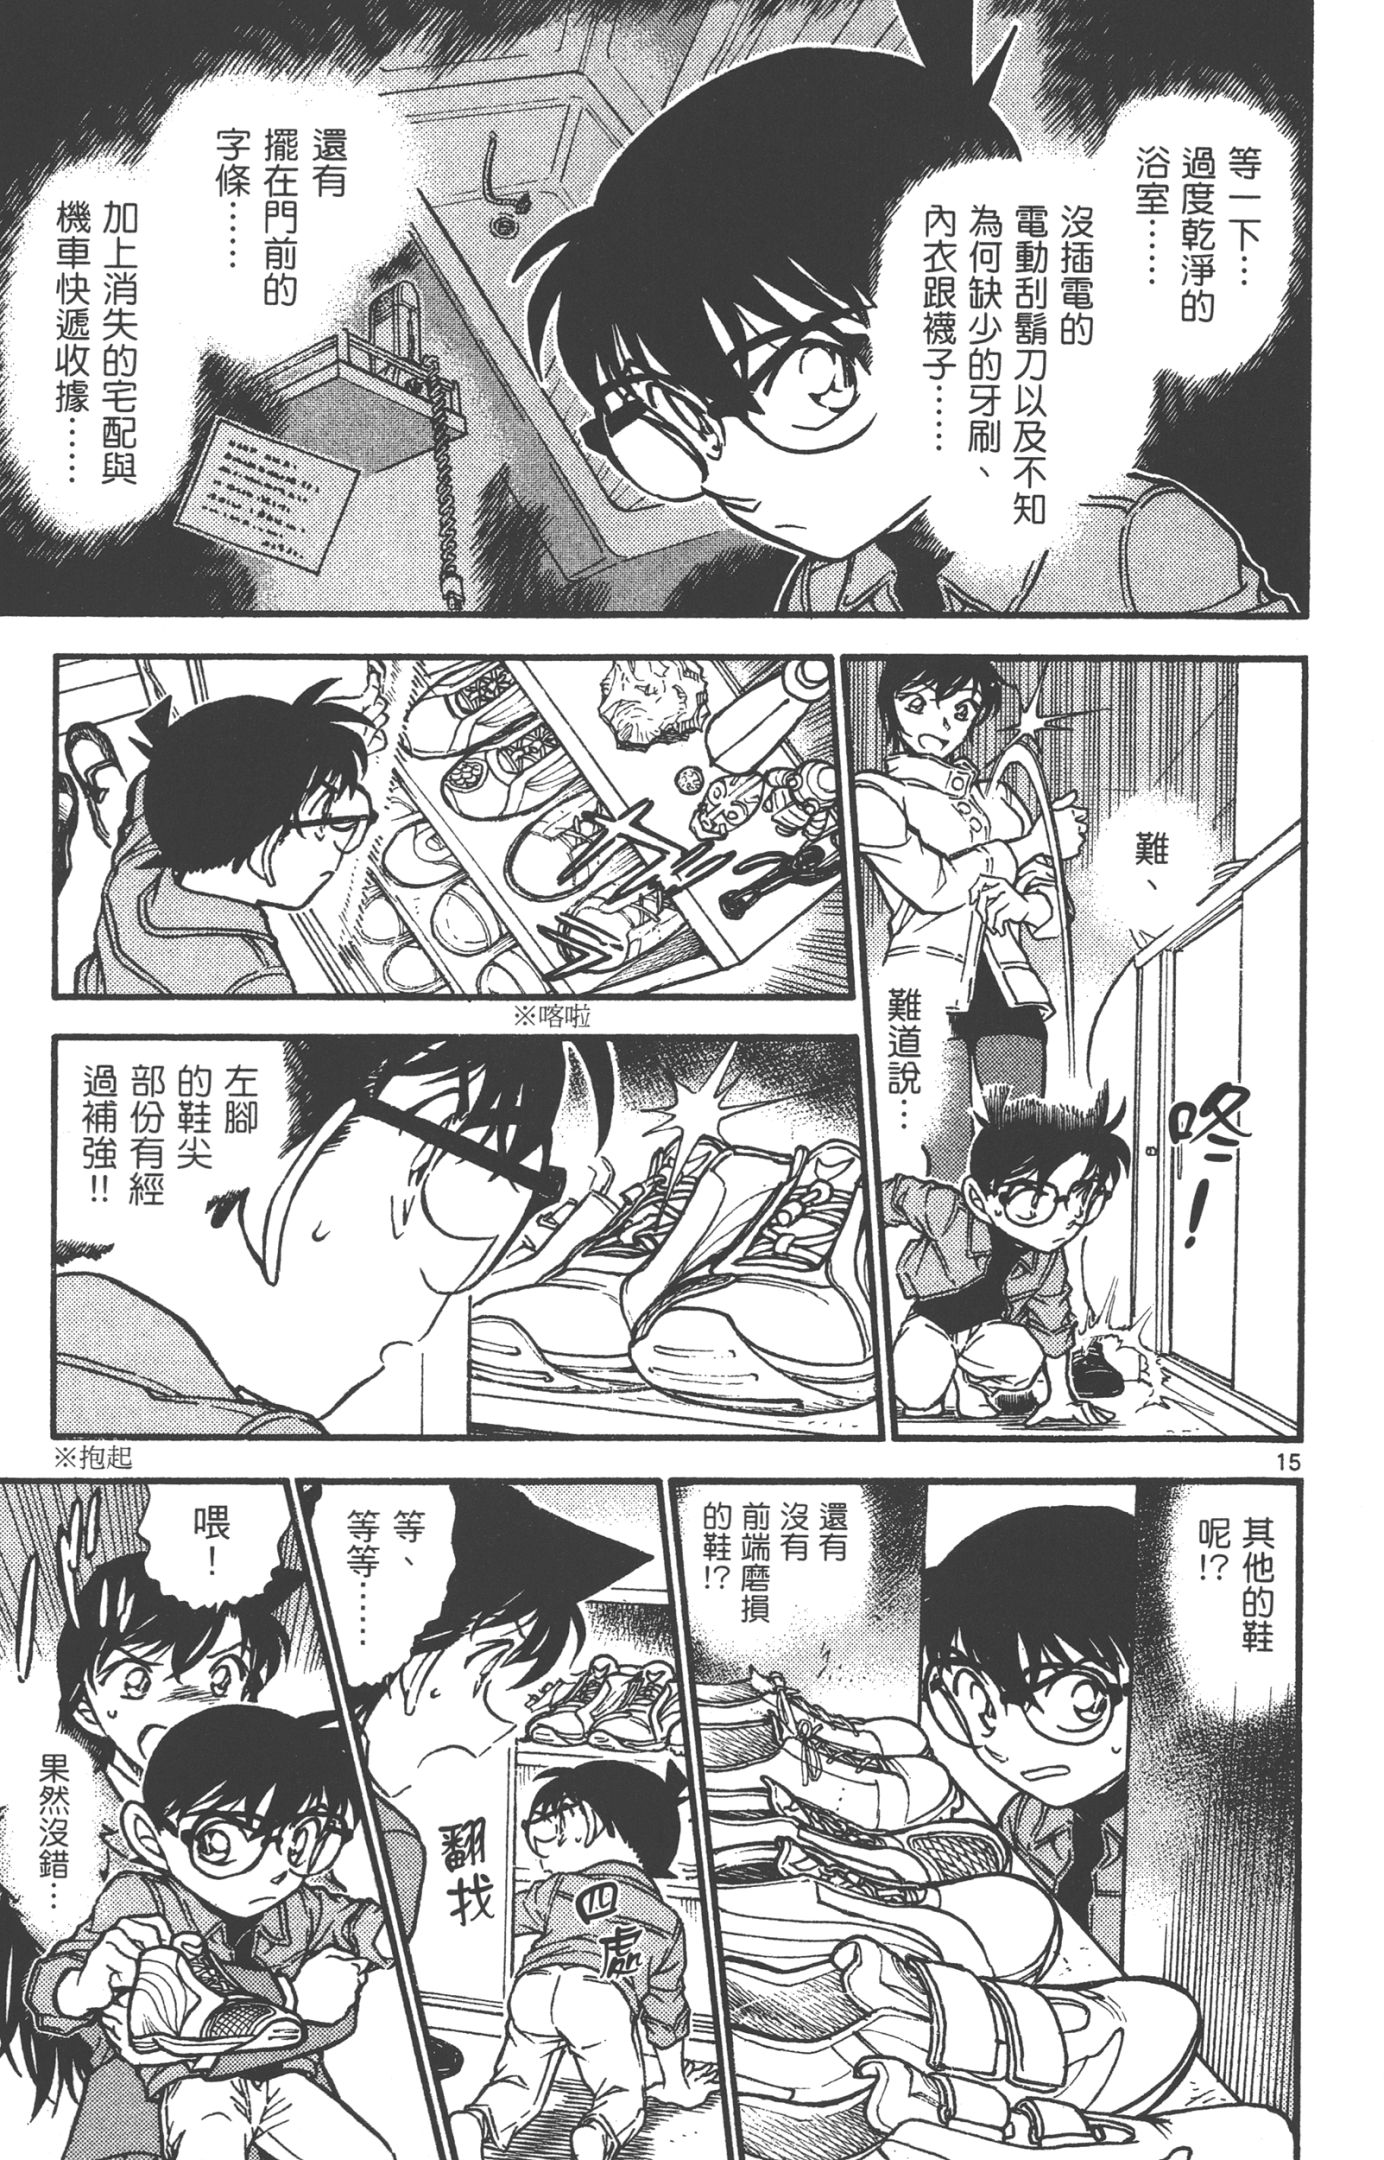 等一下…
過度乾淨的
浴室……
沒插電的
電動刮鬍刀以及不知
為何缺少的牙刷、
內衣跟襪子……
還有
擺在門前的
字條……
加上消失的宅配與
機車快遞收據……
難、
難道說…
咚！
※喀啦
左腳
的鞋尖
部份有經
過補強!!
※抱起
15
其他的鞋
呢!?
還有
沒有
前端磨損
的鞋!?
等、
等等……
四處
翻找
喂！
果然沒錯…